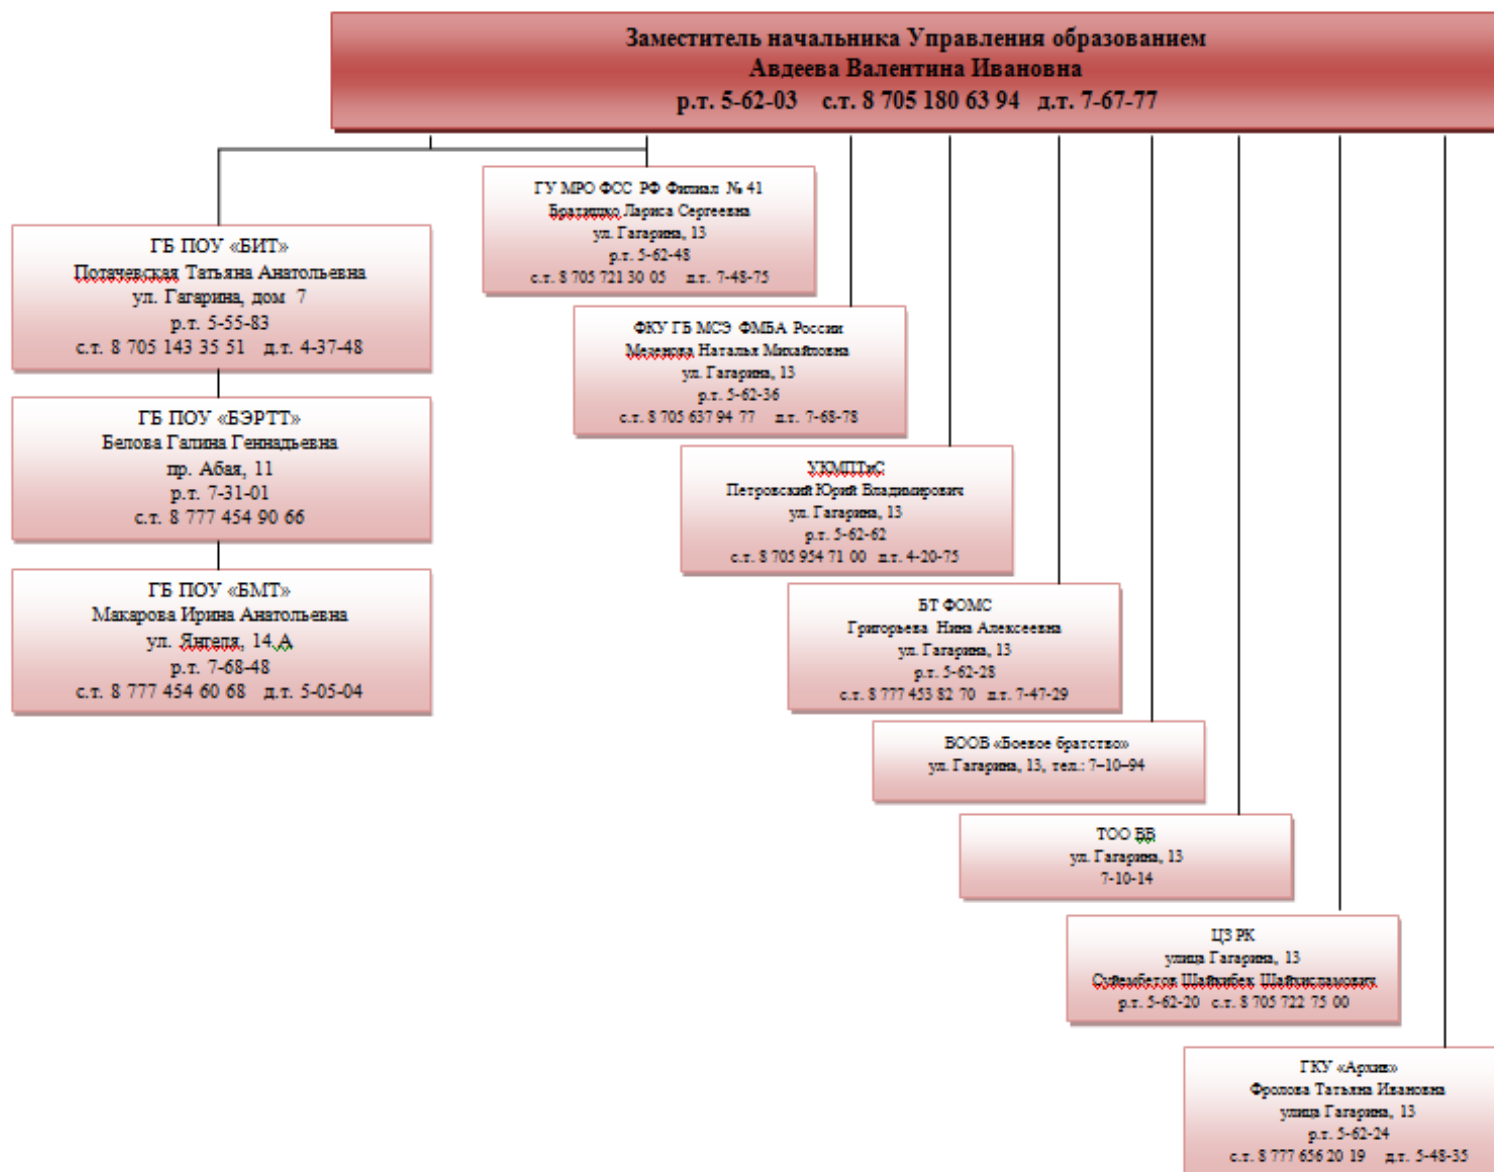 Заместитель начальника Управления образованием
Авдеева Валентина Ивановна
р.т. 5-62-03 с.т. 8 705 180 63 94 д.т. 7-67-77
ГБ ПОУ «БИТ»
Потачевская Татьяна Анатольевна
ул. Гагарина, дом 7
р.т. 5-55-83
с.т. 8 705 143 35 51 д.т. 4-37-48
ГБ ПОУ «БЭРТТ»
Белова Галина Геннадьевна
пр. Абая, 11
р.т. 7-31-01
с.т. 8 777 454 90 66
ГБ ПОУ «БМТ»
Макарова Ирина Анатольевна
ул. Янгеля, 14 А
р.т. 7-68-48
с.т. 8 777 454 60 68 д.т. 5-05-04
ГУ МРО ФСС РФ Филиал № 41
Братишко Лариса Сергеевна
ул. Гагарина, 13
р.т. 5-62-48
с.т. 8 705 721 30 05 д.т. 7-48-75
ФКУ ГБ МСЭ ФМБА России
Мезенова Наталья Михайловна
ул. Гагарина, 13
р.т. 5-62-36
с.т. 8 705 637 94 77 д.т. 7-68-78
УКМПТиС
Петровский Юрий Владимирович
ул. Гагарина, 13
р.т. 5-62-62
с.т. 8 705 954 71 00 д.т. 4-20-75
БТ ФОМС
Григорьева Нина Алексеевна
ул. Гагарина, 13
р.т. 5-62-28
с.т. 8 777 453 82 70 д.т. 7-47-29
ВООВ «Боевое братство»
ул. Гагарина, 13, тел.: 7–10–94
ТОО ВВ
ул. Гагарина, 13
7-10-14
ЦЗ РК
улица Гагарина, 13
Суйембетов Шайхибек Шайхисламович
р.т. 5-62-20 с.т. 8 705 722 75 00
ГКУ «Архив»
Фролова Татьяна Ивановна
улица Гагарина, 13
р.т. 5-62-24
с.т. 8 777 656 20 19 д.т. 5-48-35